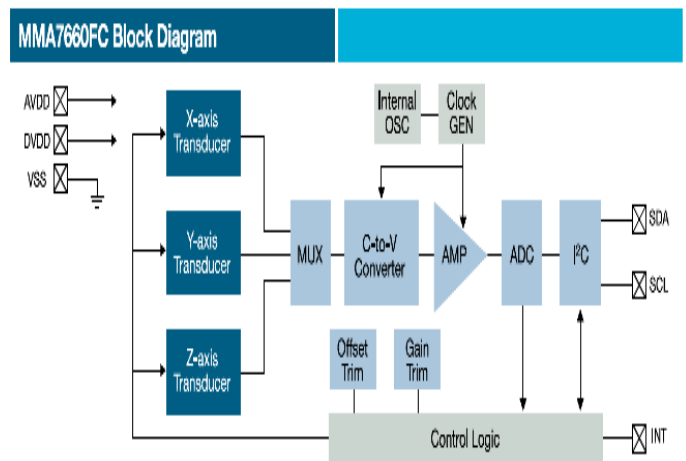 MMA7660FC Block Diagram
AVDD
DVDD
VSS
X-axis
Transducer
Y-axis
Transducer
Z-axis
Transducer
Internal
OSC
Clock
GEN
MUX
C-to-V
Converter
AMP
ADC
I²C
SDA
SCL
Offset
Trim
Gain
Trim
Control Logic
INT